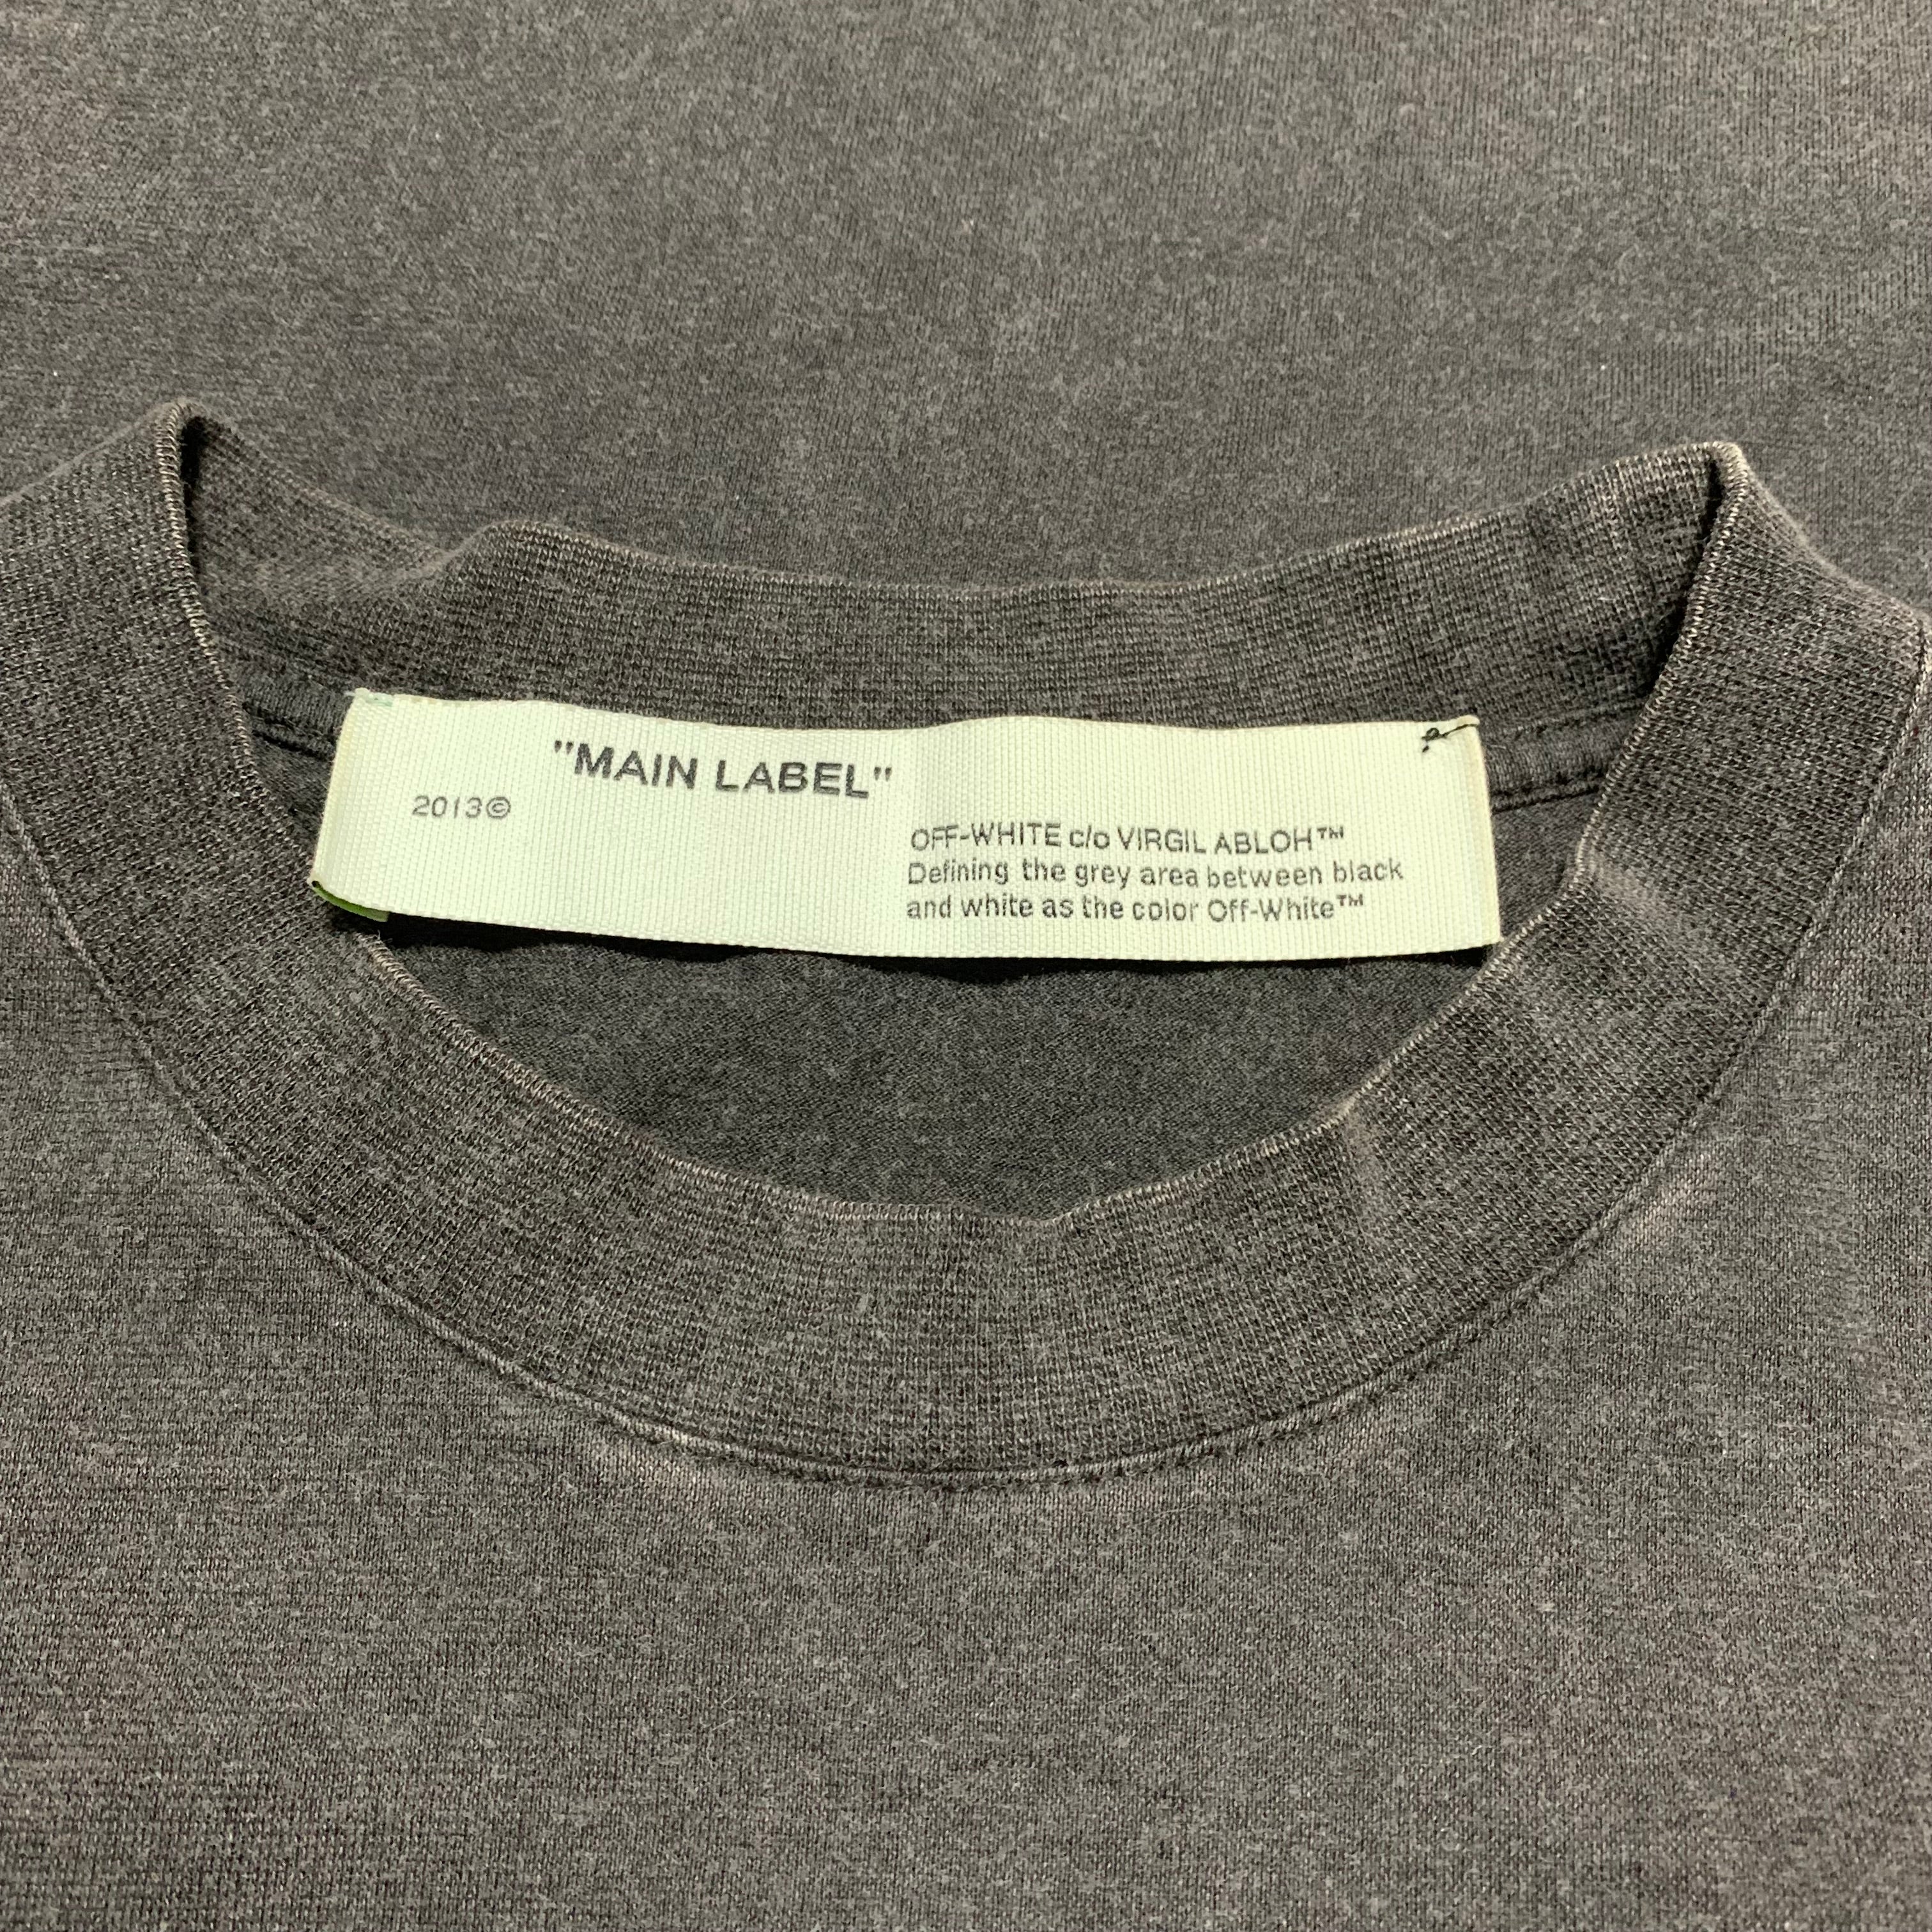 "MAIN LABEL"
2013©
OFF-WHITE c/o VIRGIL ABLOH™
Defining the grey area between black
and white as the color Off-White™